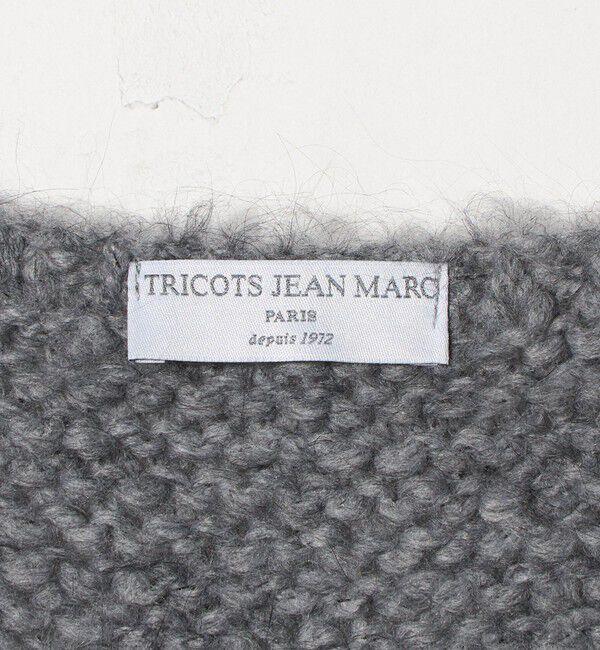 TRICOTS JEAN MARC
PARIS
depuis 1972